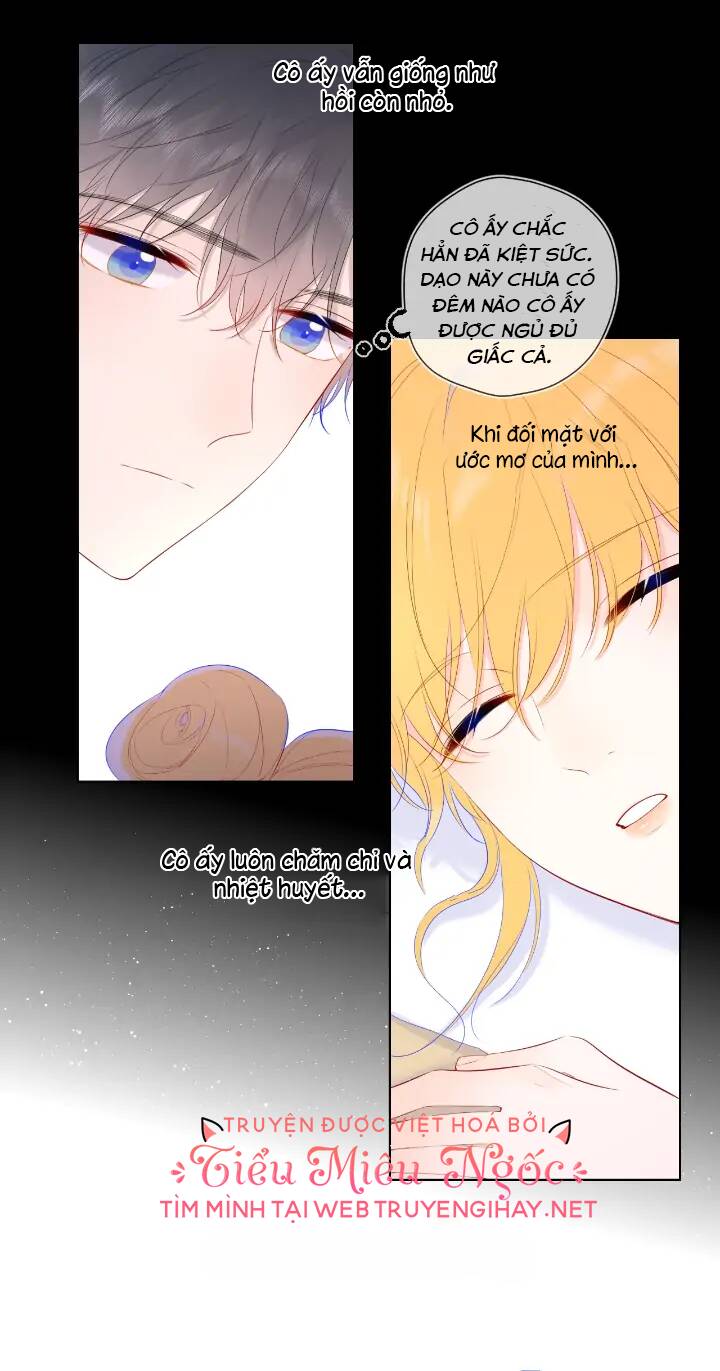 Cô ấy vẫn giống như
hồi còn nhỏ.
CÔ ẤY CHẮC
HẲN ĐÃ KIỆT SỨC.
DẠO NÀY CHƯA CÓ
ĐÊM NÀO CÔ ẤY
ĐƯỢC NGỦ ĐỦ
GIẤC CẢ.
Khi đối mặt với
ước mơ của mình...
Cô ấy luôn chăm chỉ và
nhiệt huyết...
TRUYỆN ĐƯỢC VIỆT HOÁ BỞI
Tiểu Miêu Ngốc
TÌM MÌNH TẠI WEB TRUYENGIHAY.NET